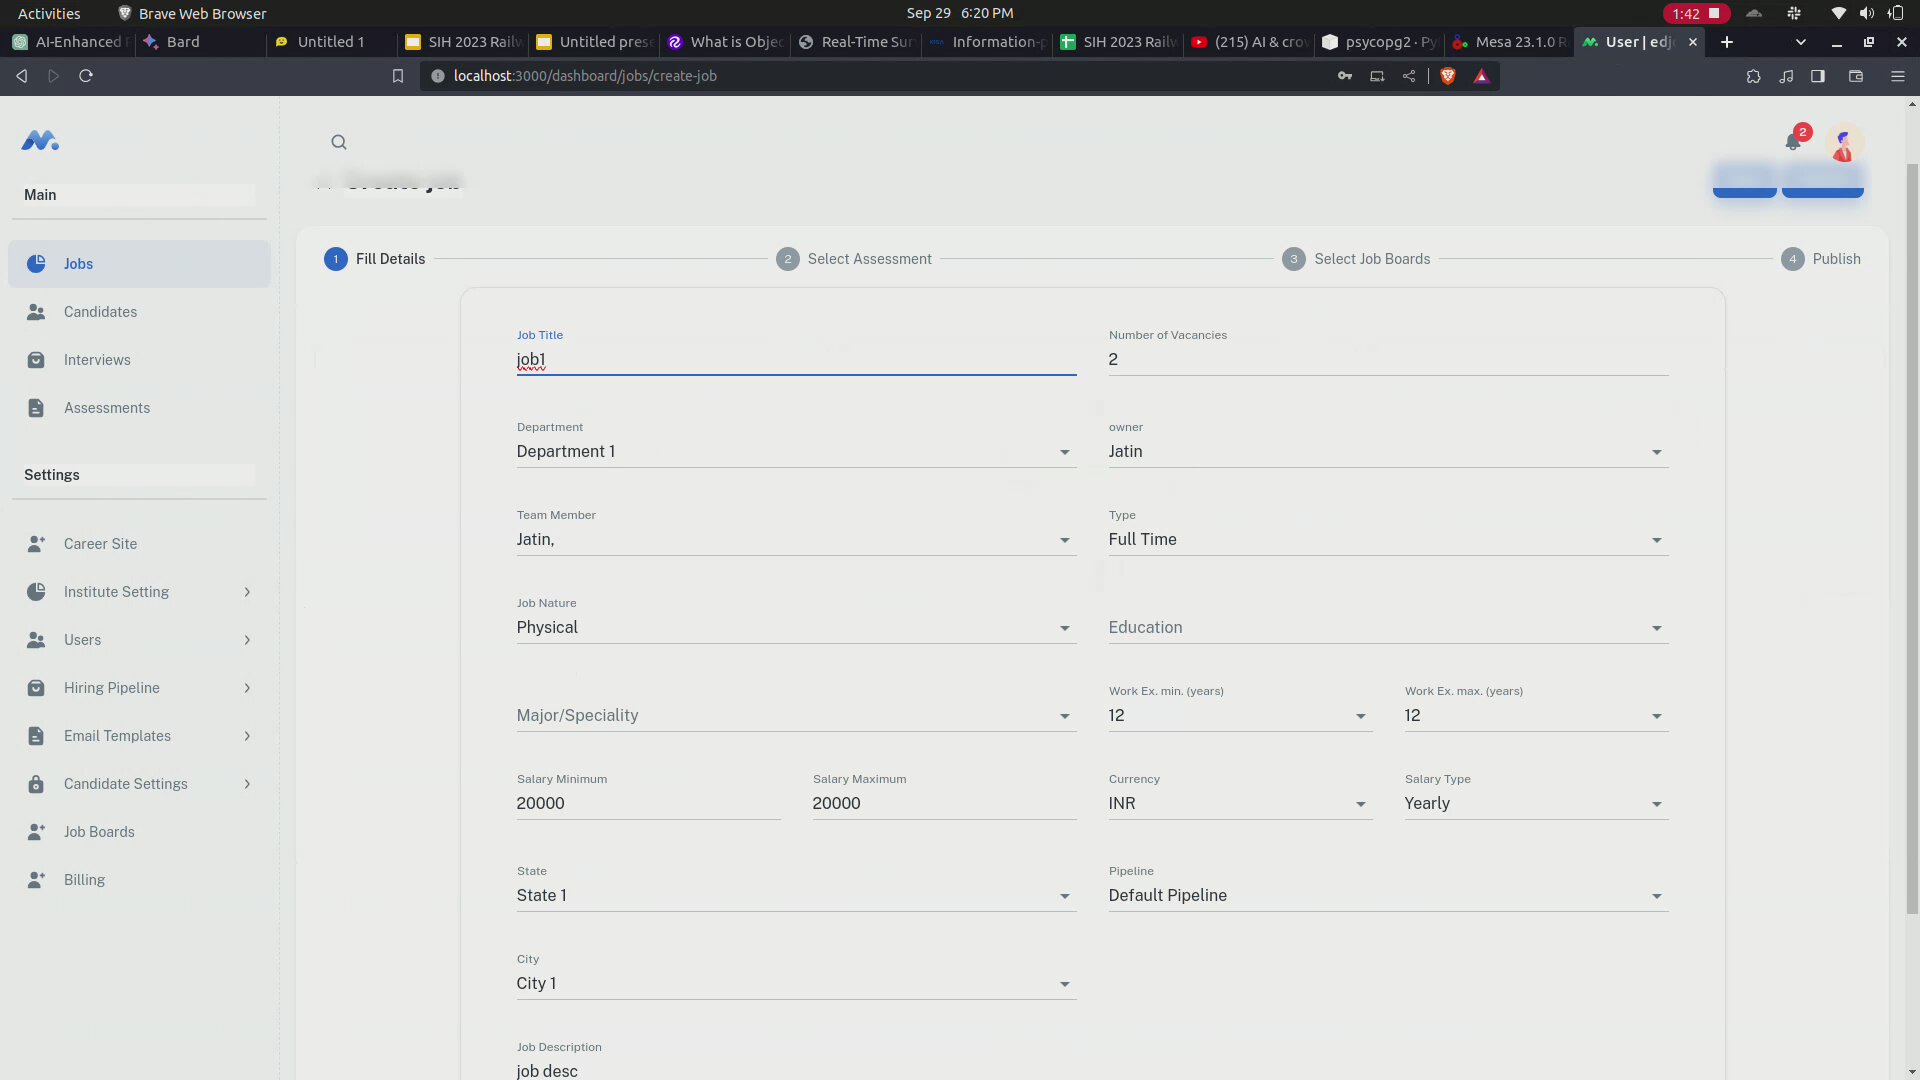 Activities
Brave Web Browser
Sep 29 6:20 PM
1:42
AI-Enhanced
Bard
Untitled 1
SIH 2023 Railw
Untitled prese
What is Objec
Real-Time Sur
Information-p
SIH 2023 Railw
(215) AI & crow
psycopg2 · Py
Mesa 23.1.0 R
User | edjo
localhost:3000/dashboard/jobs/create-job
2
Create job
Main
Jobs
Candidates
Interviews
Assessments
Settings
Career Site
Institute Setting
Users
Hiring Pipeline
Email Templates
Candidate Settings
Job Boards
Billing
1 Fill Details
2 Select Assessment
3 Select Job Boards
4 Publish
Job Title
job1
Number of Vacancies
2
Department
Department 1
owner
Jatin
Team Member
Jatin,
Type
Full Time
Job Nature
Physical
Education
Major/Speciality
Work Ex. min. (years)
12
Work Ex. max. (years)
12
Salary Minimum
20000
Salary Maximum
20000
Currency
INR
Salary Type
Yearly
State
State 1
Pipeline
Default Pipeline
City
City 1
Job Description
job desc